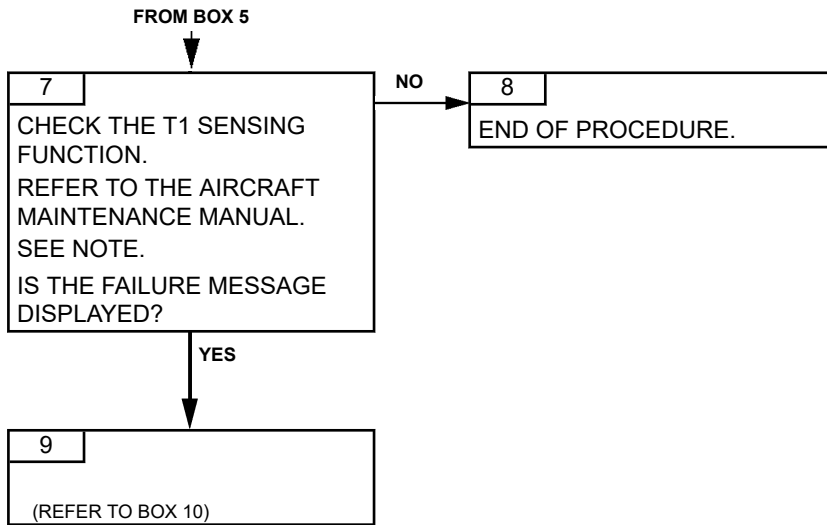 FROM BOX 5
7
CHECK THE T1 SENSING
FUNCTION.
REFER TO THE AIRCRAFT
MAINTENANCE MANUAL.
SEE NOTE.
IS THE FAILURE MESSAGE
DISPLAYED?
NO
8
END OF PROCEDURE.
YES
9
(REFER TO BOX 10)